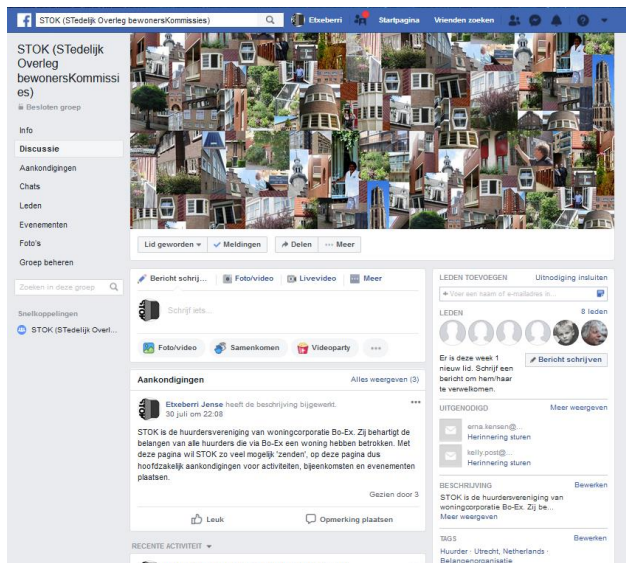 STOK (STedelijk Overleg bewonersKommissies)
Etxeberri
Startpagina
Vrienden zoeken
STOK (STedelijk
Overleg
bewonersKommissi
es)
Besloten groep
Info
Discussie
Aankondigingen
Chats
Leden
Evenementen
Foto's
Groep beheren
Zoeken in deze groep
Snelkoppelingen
STOK (STedelijk Overl...
Lid geworden
Meldingen
Delen
Meer
Bericht schrij...
Foto/video
Livevideo
Meer
Schrijf iets...
Foto/video
Samenkomen
Videoparty
Aankondigingen
Alles weergeven (3)
Etxeberri Jense heeft de beschrijving bijgewerkt.
30 juli om 22:08
STOK is de huurdersvereniging van woningcorporatie Bo-Ex. Zij behartigt de
belangen van alle huurders die via Bo-Ex een woning hebben betrokken. Met
deze pagina wil STOK zo veel mogelijk 'zenden', op deze pagina dus
hoofdzakelijk aankondigingen voor activiteiten, bijeenkomsten en evenementen
plaatsen.
Gezien door 3
Leuk
Opmerking plaatsen
RECENTE ACTIVITEIT
LEDEN TOEVOEGEN
Uitnodiging insluiten
+ Voer een naam of e-mailadres in...
LEDEN
8 leden
Er is deze week 1
nieuw lid. Schrijf een
bericht om hem/haar
te verwelkomen.
Bericht schrijven
UITGENODIGD
Meer weergeven
erna.kensen@...
Herinnering sturen
kelly.post@...
Herinnering sturen
BESCHRIJVING
Bewerken
STOK is de huurdersvereniging van
woningcorporatie Bo-Ex. Zij be...
Meer weergeven
TAGS
Bewerken
Huurder · Utrecht, Netherlands ·
Belangenorganisatie